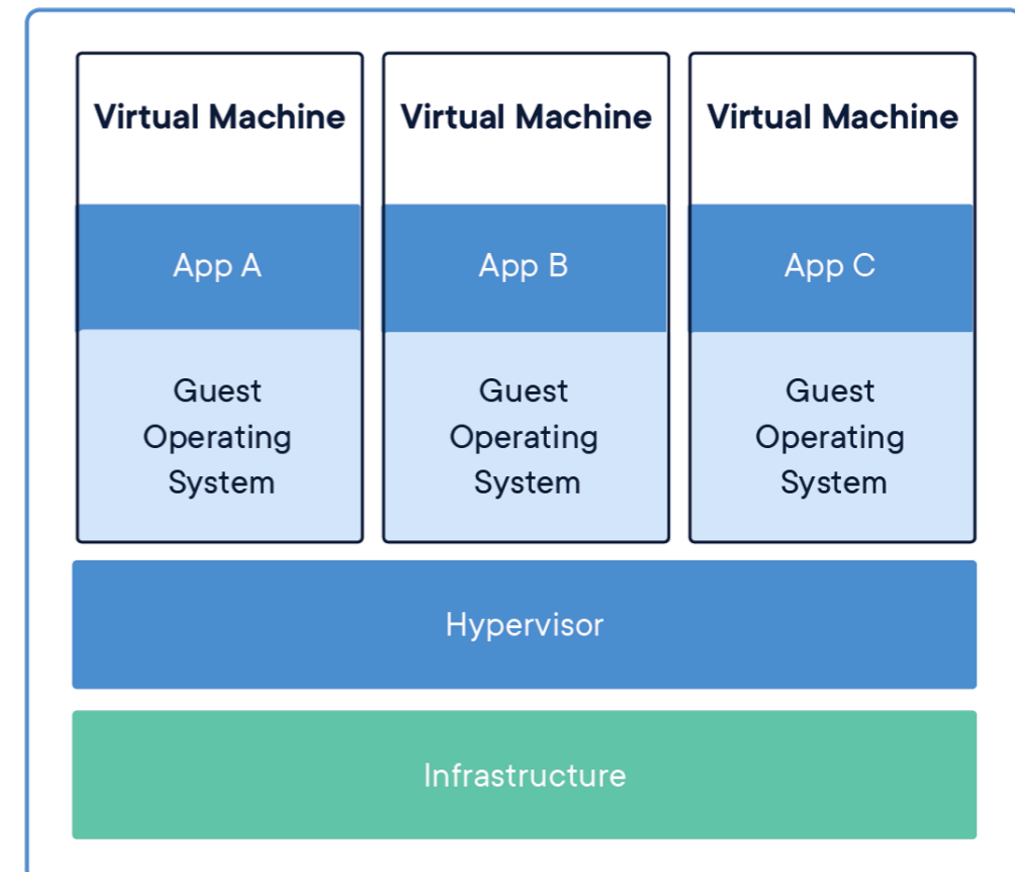 Virtual Machine
App A
Guest
Operating
System
Virtual Machine
App B
Guest
Operating
System
Virtual Machine
App C
Guest
Operating
System
Hypervisor
Infrastructure